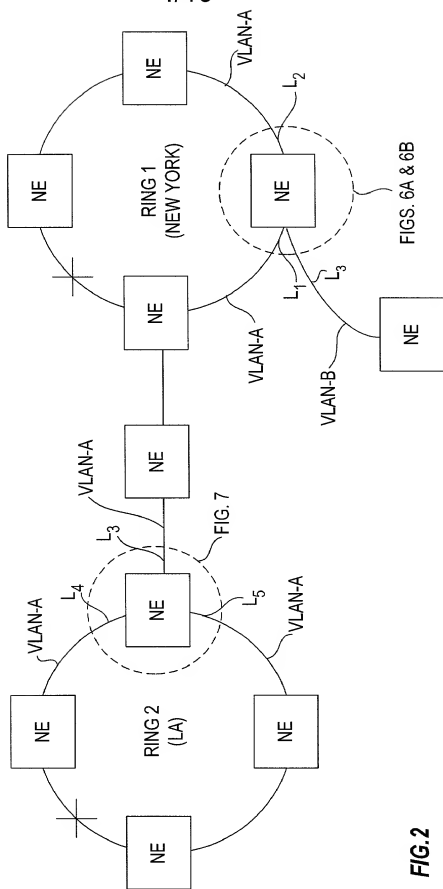 NE
VLAN-A
NE
NE
L2
RING 1
(NEW YORK)
NE
FIGS. 6A & 6B
L1
L3
NE
VLAN-A
VLAN-B
NE
NE
VLAN-A
L3
FIG. 7
L4
NE
L5
VLAN-A
VLAN-A
NE
RING 2
(LA)
NE
NE
FIG.2